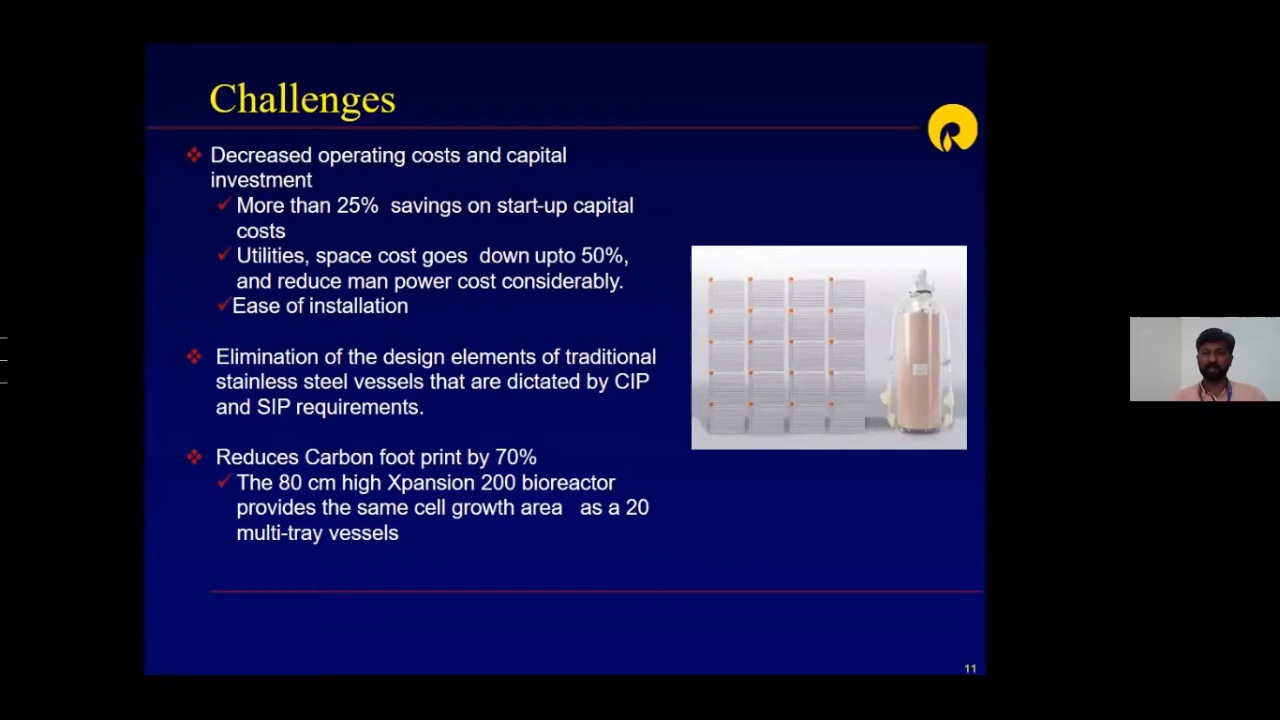 Challenges
Decreased operating costs and capital
investment
More than 25% savings on start-up capital
costs
Utilities, space cost goes down upto 50%,
and reduce man power cost considerably.
Ease of installation
Elimination of the design elements of traditional
stainless steel vessels that are dictated by CIP
and SIP requirements.
Reduces Carbon foot print by 70%
The 80 cm high Xpansion 200 bioreactor
provides the same cell growth area as a 20
multi-tray vessels
11